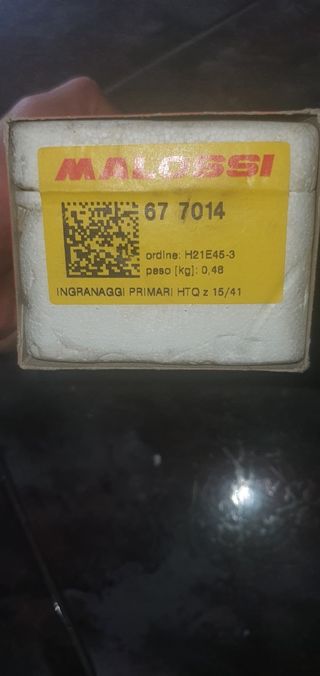 MALOSSI
67 7014
ordine: H21E45-3
peso [kg]: 0,48
INGRANAGGI PRIMARI HTQ z 15/41